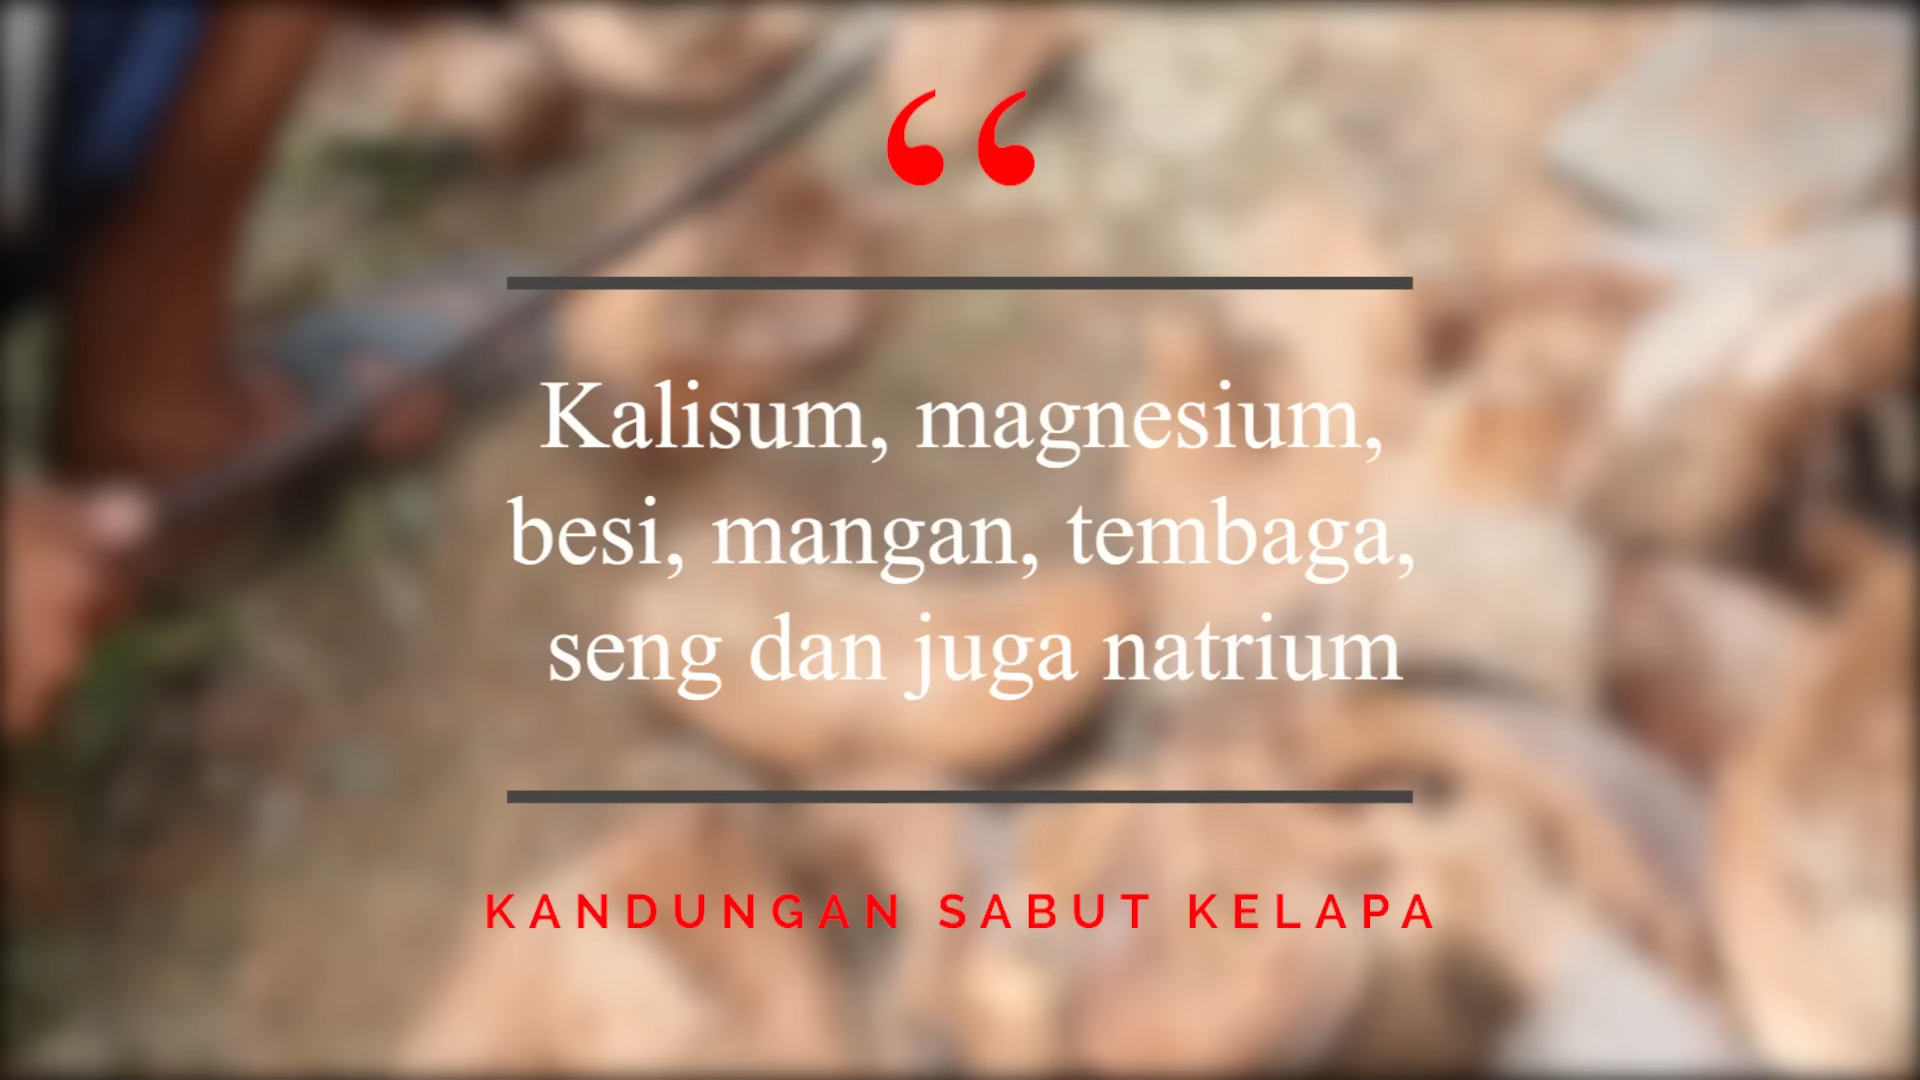 “
Kalisum, magnesium,
besi, mangan, tembaga,
seng dan juga natrium
KANDUNGAN SABUT KELAPA